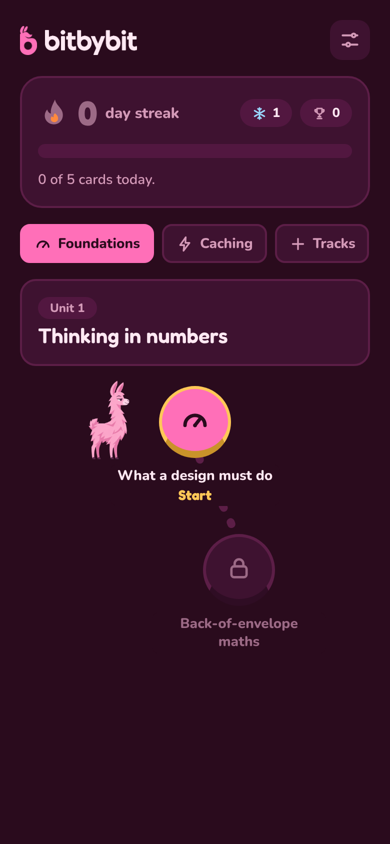 bitbybit
0 day streak
1
0
0 of 5 cards today.
Foundations
Caching
Tracks
Unit 1
Thinking in numbers
What a design must do
Start
Back-of-envelope
maths